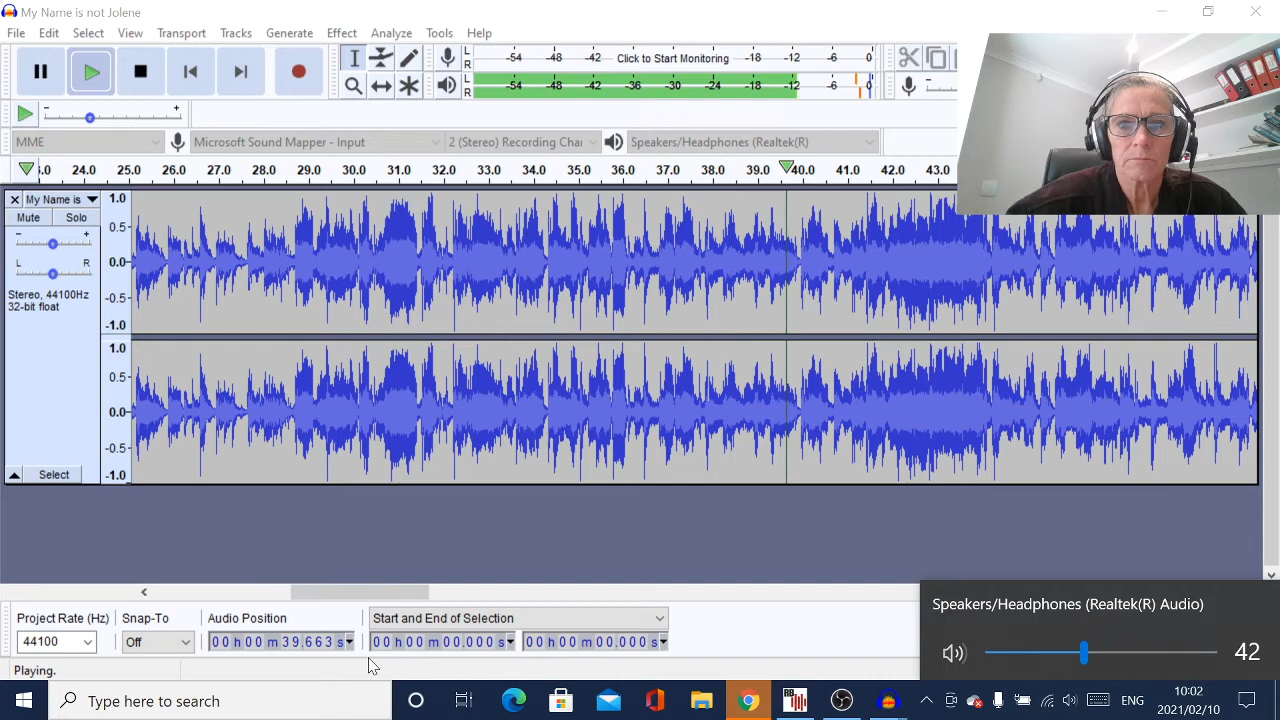 My Name is not Jolene
File Edit Select View Transport Tracks Generate Effect Analyze Tools Help
L R -54 -48 -42 Click to Start Monitoring -18 -12 -6 0
L R -54 -48 -42 -36 -30 -24 -18 -12 -6 0
- +
MME Microsoft Sound Mapper - Input 2 (Stereo) Recording Chai Speakers/Headphones (Realtek(R)
24.0 25.0 26.0 27.0 28.0 29.0 30.0 31.0 32.0 33.0 34.0 35.0 36.0 37.0 38.0 39.0 40.0 41.0 42.0 43.0
My Name is 1.0
Mute Solo 0.5
- +
L R 0.0
Stereo, 44100Hz -0.5
32-bit float
-1.0
1.0
0.5
0.0
-0.5
Select -1.0
Project Rate (Hz) Snap-To Audio Position Start and End of Selection
44100 Off 00 h 00 m 39.663 s 00 h 00 m 00.000 s 00 h 00 m 00.000 s
Playing.
Speakers/Headphones (Realtek(R) Audio)
42
Type here to search
RB
ENG
10:02
2021/02/10